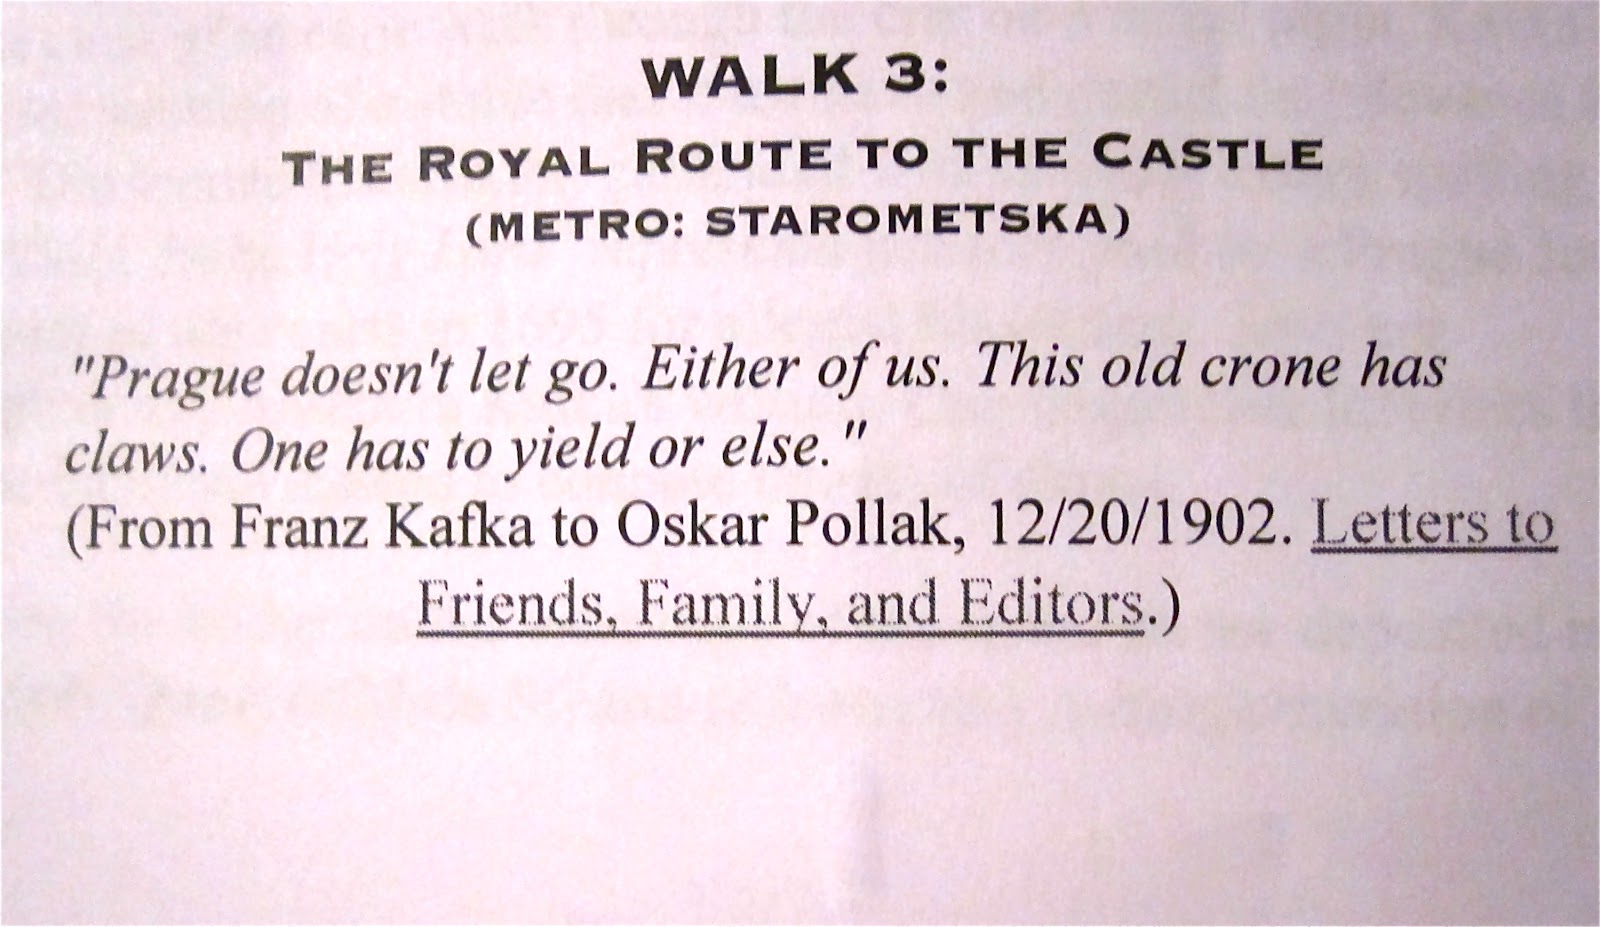 WALK 3:
THE ROYAL ROUTE TO THE CASTLE
(METRO: STAROMETSKA)
"Prague doesn't let go. Either of us. This old crone has
claws. One has to yield or else."
(From Franz Kafka to Oskar Pollak, 12/20/1902. Letters to
Friends, Family, and Editors.)